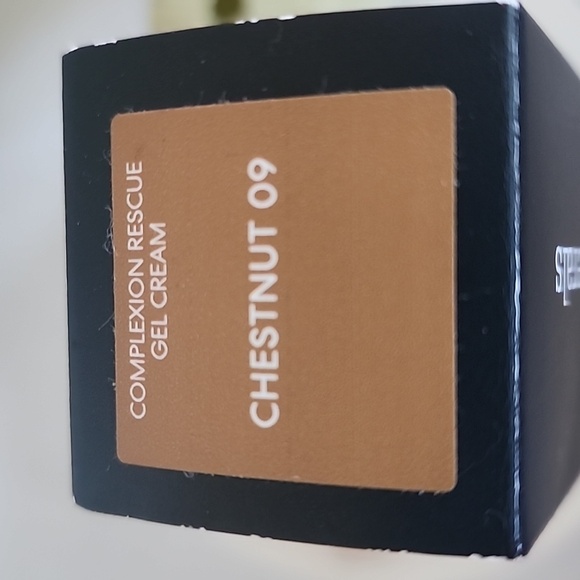 COMPLEXION RESCUE
GEL CREAM
CHESTNUT 09